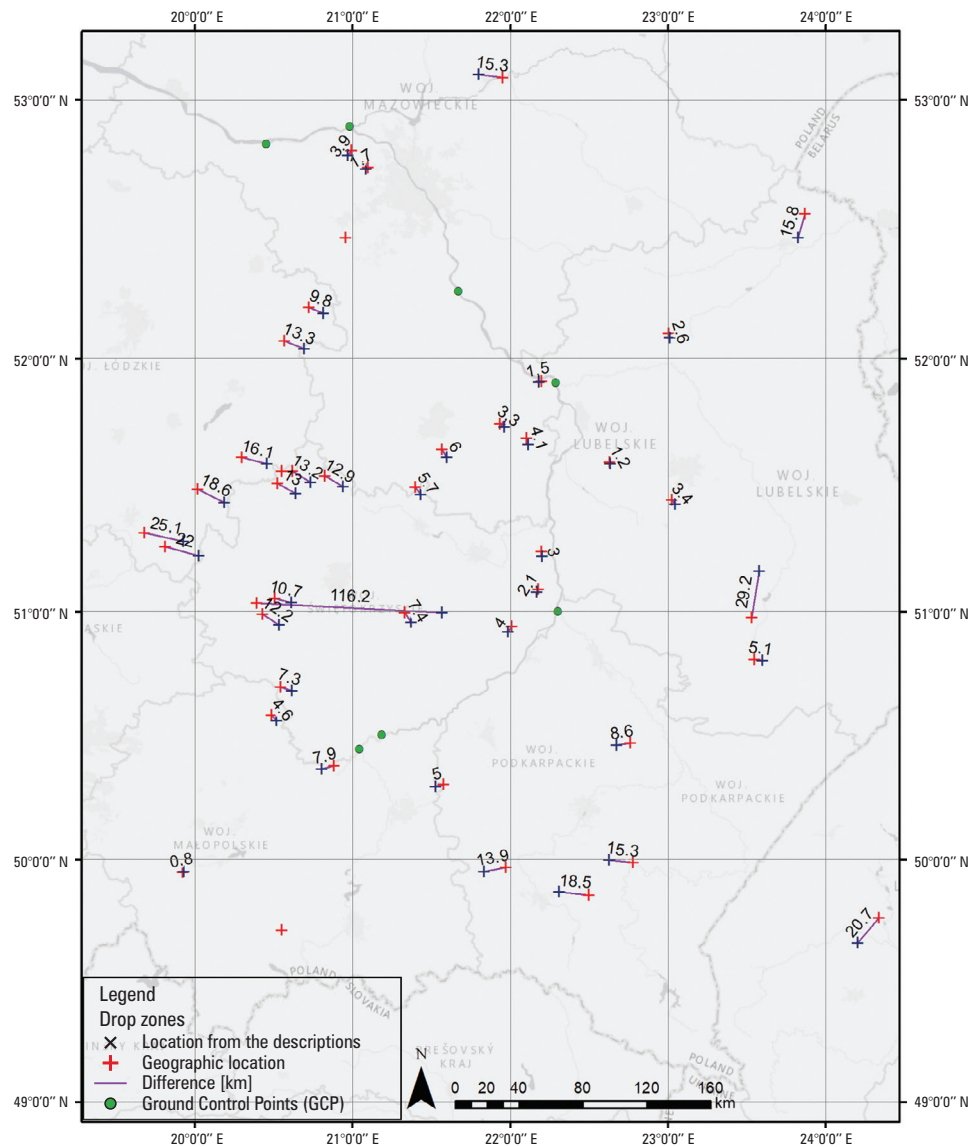 20°0'0'' E 21°0'0'' E 22°0'0'' E 23°0'0'' E 24°0'0'' E
15.3
WOJ.
MAZOWIECKIE
53°0'0'' N 53°0'0'' N
POLAND
BELARUS
3.9
7.7
15.8
9.8
13.3
2.6
52°0'0'' N 52°0'0'' N
J. ŁÓDZKIE
1.5
3.3
4.1
WOJ.
LUBELSKIE
6
16.1
13.2
12.9
1.2
13
5.7
WOJ.
LUBELSKIE
18.6
3.4
25.1
22
3
29.2
10.7
116.2
2.1
51°0'0'' N 51°0'0'' N
12.2
7.4
4
5.1
7.3
4.6
8.6
WOJ.
PODKARPACKIE
7.9
5
WOJ.
PODKARPACKIE
WOJ.
MAŁOPOLSKIE
50°0'0'' N 50°0'0'' N
0.8
13.9
15.3
18.5
20.7
POLAND
SLOVAKIA
Legend
Drop zones
Location from the descriptions
Geographic location
Difference [km]
Ground Control Points (GCP)
N
PREŠOVSKÝ
KRAJ
POLAND
0 20 40 80 120 160
km
49°0'0'' N 49°0'0'' N
20°0'0'' E 21°0'0'' E 22°0'0'' E 23°0'0'' E 24°0'0'' E